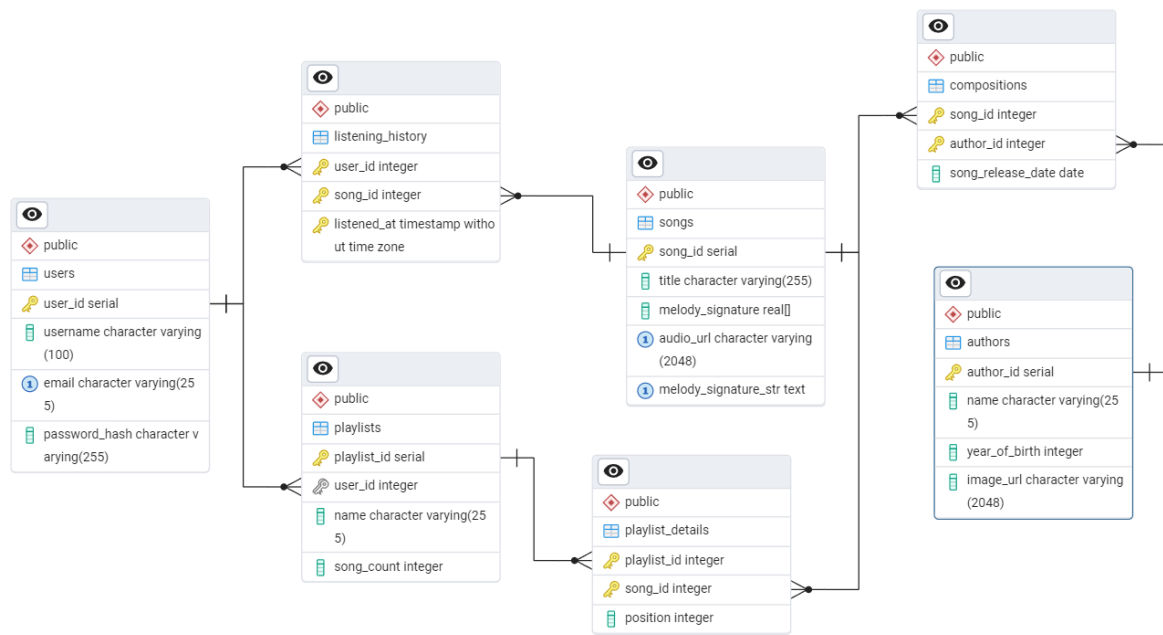 public
users
user_id serial
username character varying
(100)
email character varying(25
5)
password_hash character v
arying(255)
public
listening_history
user_id integer
song_id integer
listened_at timestamp witho
ut time zone
public
playlists
playlist_id serial
user_id integer
name character varying(25
5)
song_count integer
public
songs
song_id serial
title character varying(255)
melody_signature real[]
1 audio_url character varying
(2048)
1 melody_signature_str text
public
playlist_details
playlist_id integer
song_id integer
position integer
public
compositions
song_id integer
author_id integer
song_release_date date
public
authors
author_id serial
name character varying(25
5)
year_of_birth integer
image_url character varying
(2048)